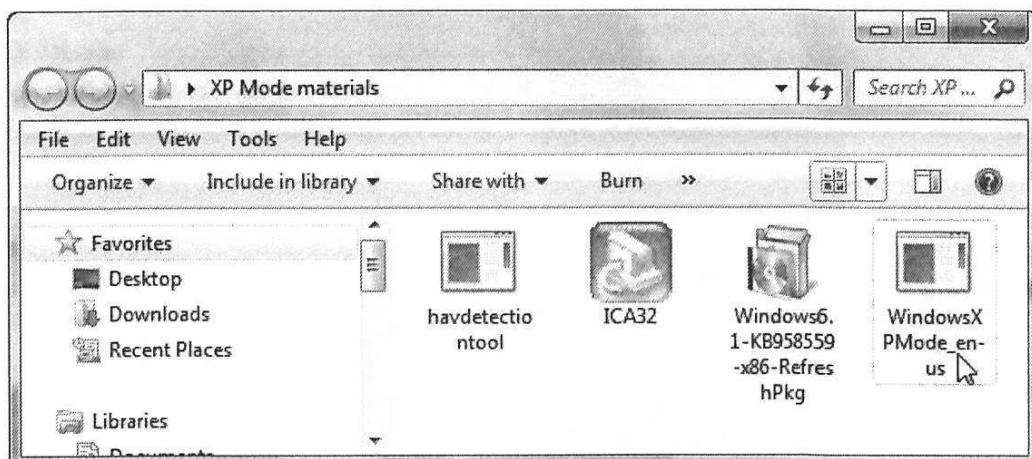 XP Mode materials
Search XP ...
File Edit View Tools Help
Organize Include in library Share with Burn »
Favorites
Desktop
Downloads
Recent Places
Libraries
Documents
havdetectio
ntool
ICA32
Windows6.
1-KB958559
-x86-Refres
hPkg
WindowsX
PMode_en-
us